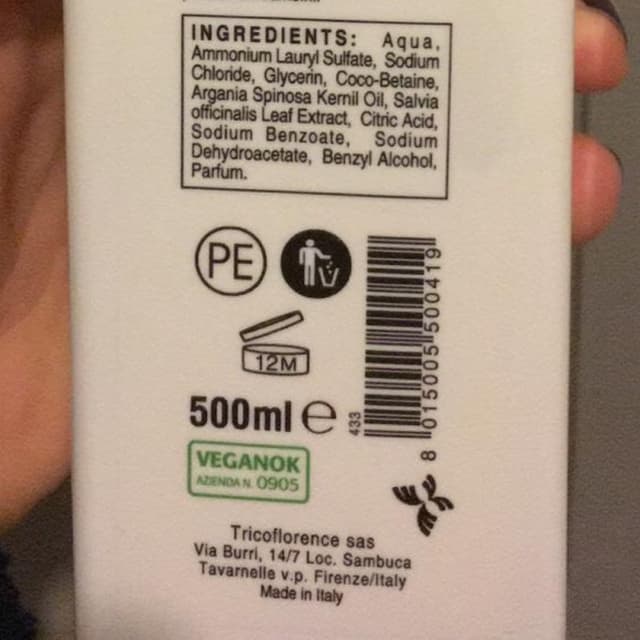 INGREDIENTS: Aqua,
Ammonium Lauryl Sulfate, Sodium
Chloride, Glycerin, Coco-Betaine,
Argania Spinosa Kernil Oil, Salvia
officinalis Leaf Extract, Citric Acid,
Sodium Benzoate, Sodium
Dehydroacetate, Benzyl Alcohol,
Parfum.
PE
12M
500ml e
433
8 015005 500419
VEGANOK
AZIENDA N. 0905
Tricoflorence sas
Via Burri, 14/7 Loc. Sambuca
Tavarnelle v.p. Firenze/Italy
Made in Italy